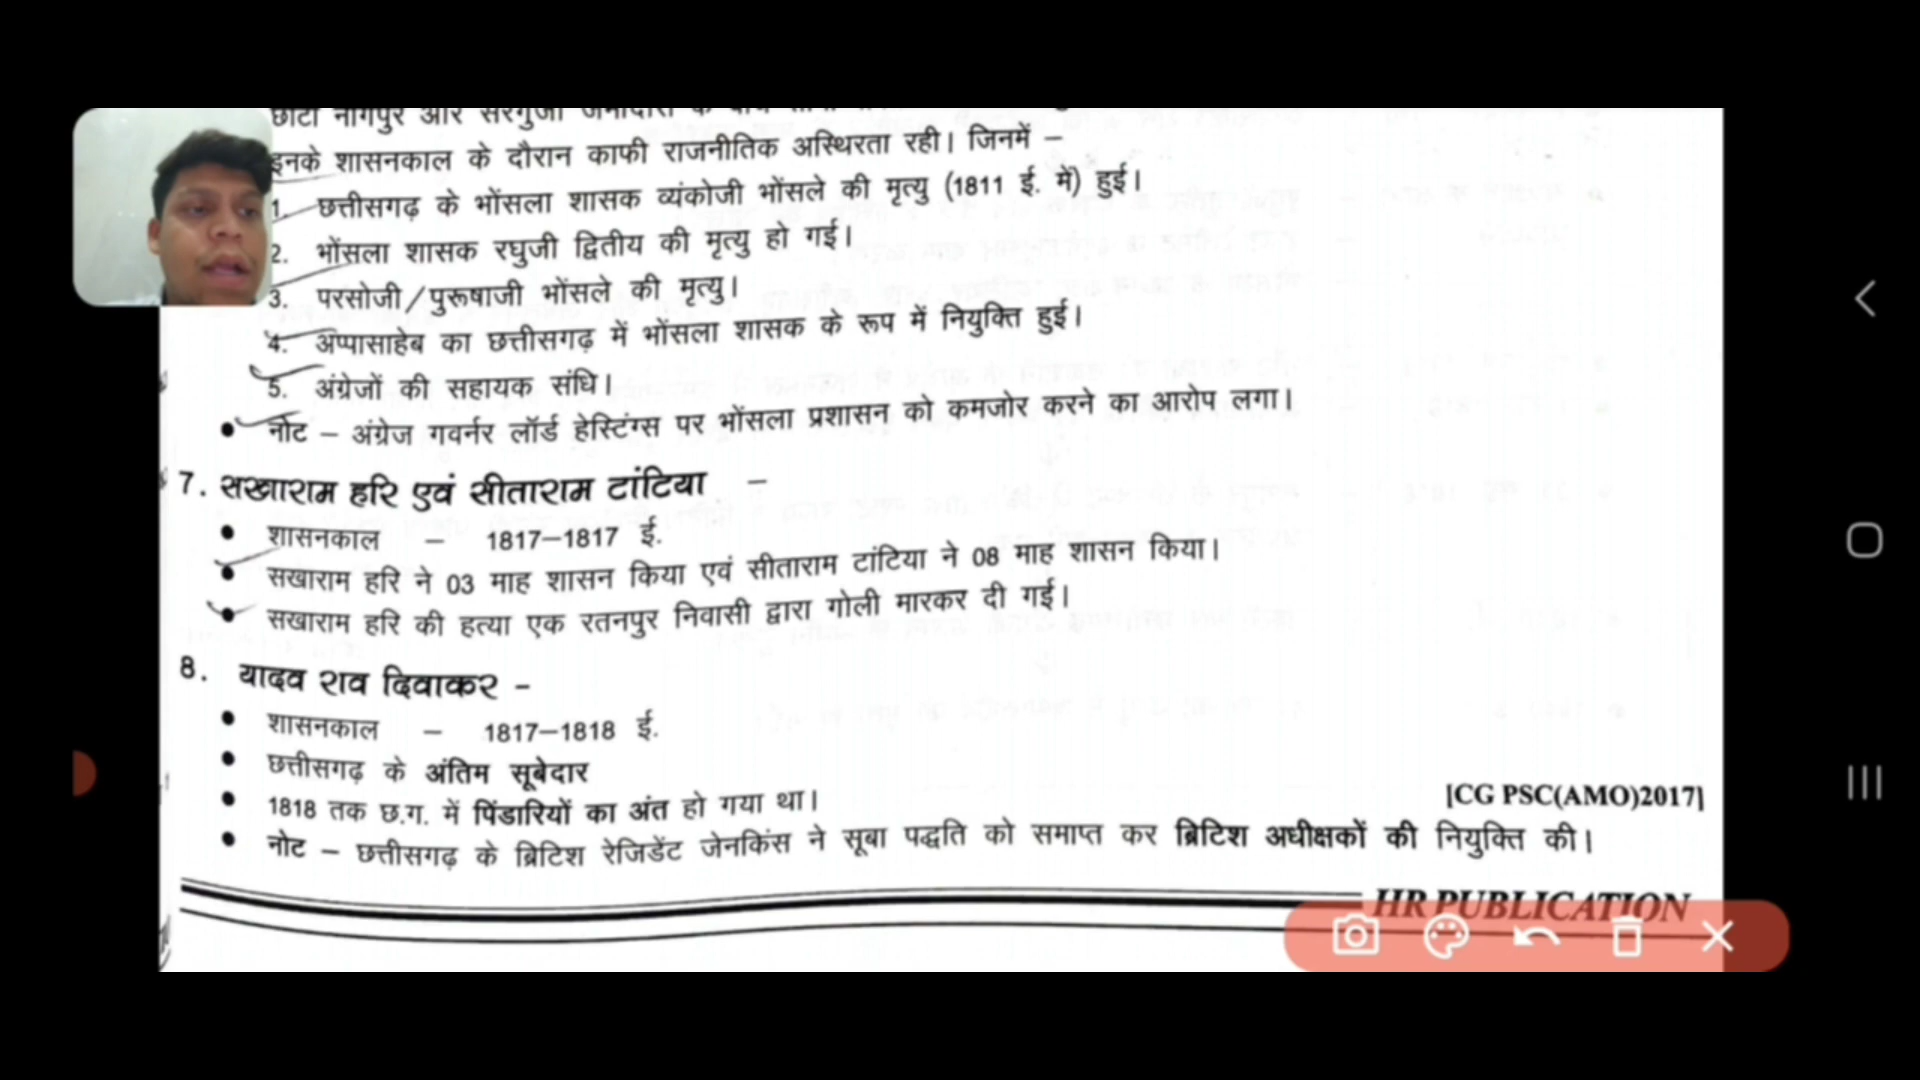 छोटा नागपुर और सरगुजा
इनके शासनकाल के दौरान काफी राजनीतिक अस्थिरता रही। जिनमें –
1. छत्तीसगढ़ के भोंसला शासक व्यंकोजी भोंसले की मृत्यु (1811 ई. में) हुई।
2. भोंसला शासक रघुजी द्वितीय की मृत्यु हो गई।
3. परसोजी/पुरूषाजी भोंसले की मृत्यु।
4. अप्पासाहेब का छत्तीसगढ़ में भोंसला शासक के रूप में नियुक्ति हुई।
5. अंग्रेजों की सहायक संधि।
• नोट – अंग्रेज गवर्नर लॉर्ड हेस्टिंग्स पर भोंसला प्रशासन को कमजोर करने का आरोप लगा।
7. सखाराम हरि एवं सीताराम टांटिया –
• शासनकाल – 1817–1817 ई.
• सखाराम हरि ने 03 माह शासन किया एवं सीताराम टांटिया ने 08 माह शासन किया।
• सखाराम हरि की हत्या एक रतनपुर निवासी द्वारा गोली मारकर दी गई।
8. यादव राव दिवाकर –
• शासनकाल – 1817–1818 ई.
• छत्तीसगढ़ के अंतिम सूबेदार
[CG PSC(AMO)2017]
• 1818 तक छ.ग. में पिंडारियों का अंत हो गया था।
• नोट – छत्तीसगढ़ के ब्रिटिश रेजिडेंट जेनकिंस ने सूबा पद्धति को समाप्त कर ब्रिटिश अधीक्षकों की नियुक्ति की।
HR PUBLICATION